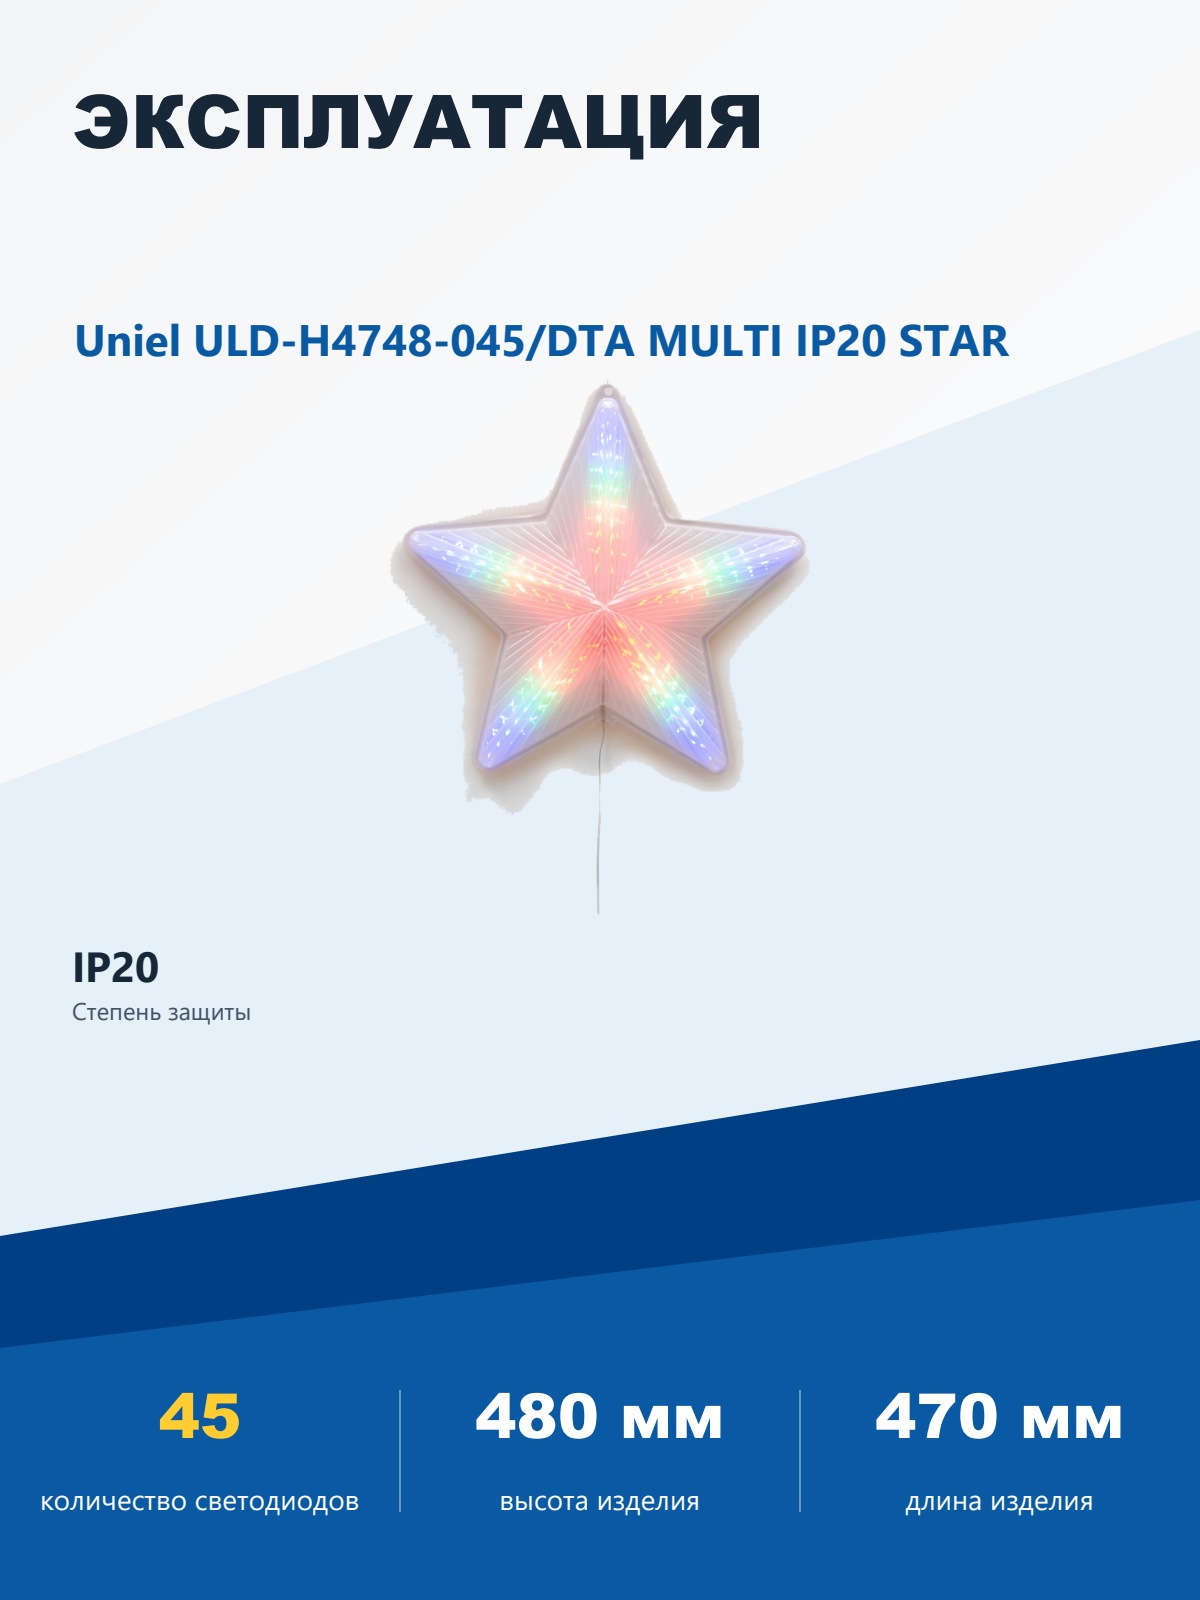 ЭКСПЛУАТАЦИЯ
Uniel ULD-H4748-045/DTA MULTI IP20 STAR
IP20
Степень защиты
45
количество светодиодов
480 мм
высота изделия
470 мм
длина изделия